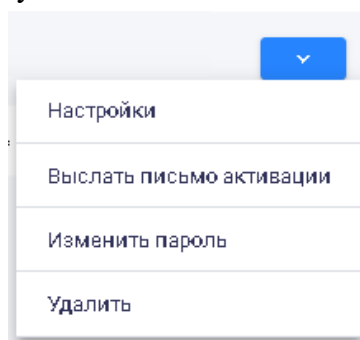 Настройки
Выслать письмо активации
Изменить пароль
Удалить